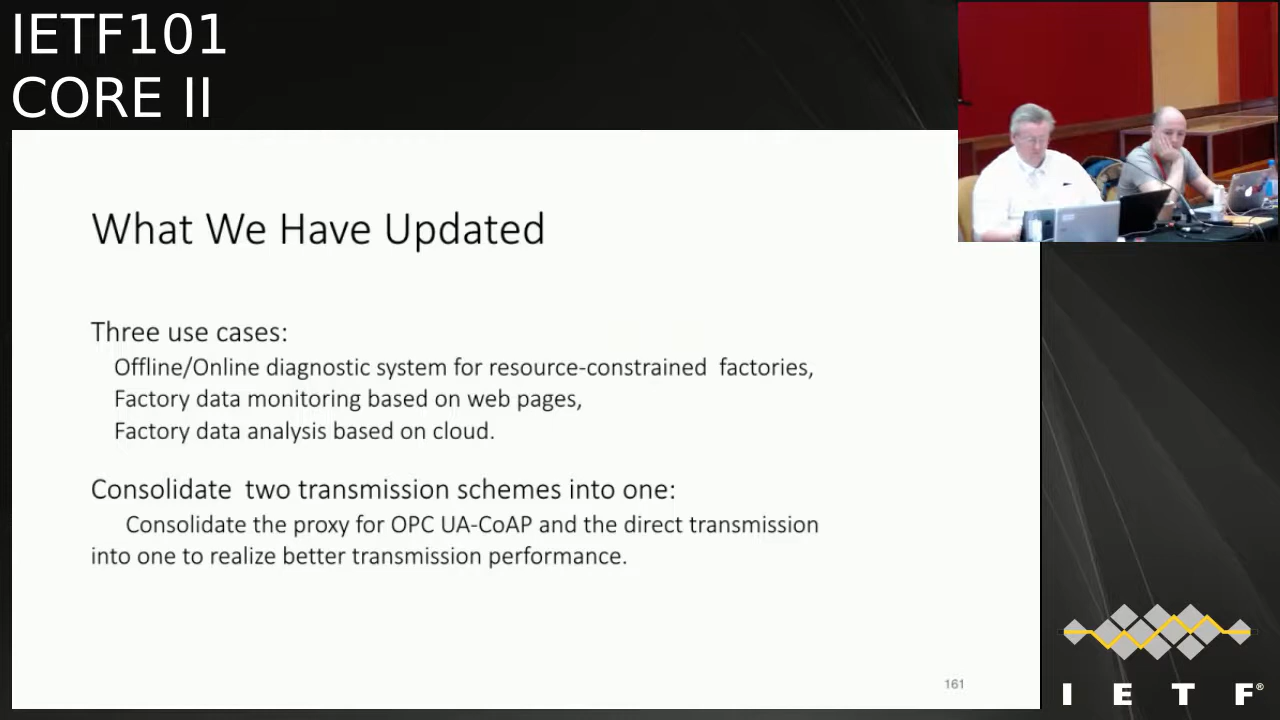 IETF101
CORE II
What We Have Updated
Three use cases:
Offline/Online diagnostic system for resource-constrained  factories,
Factory data monitoring based on web pages,
Factory data analysis based on cloud.
Consolidate  two transmission schemes into one:
Consolidate the proxy for OPC UA-CoAP and the direct transmission
into one to realize better transmission performance.
161
I E T F®